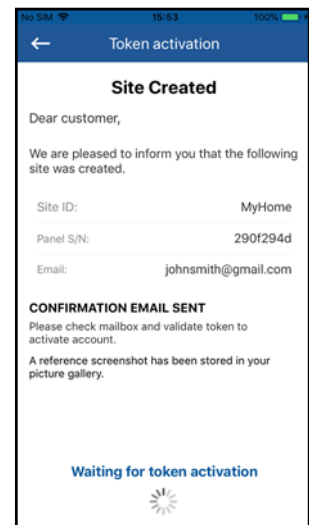 No SIM 15:53 100%
Token activation
Site Created
Dear customer,
We are pleased to inform you that the following
site was created.
Site ID: MyHome
Panel S/N: 290f294d
Email: johnsmith@gmail.com
CONFIRMATION EMAIL SENT
Please check mailbox and validate token to
activate account.
A reference screenshot has been stored in your
picture gallery.
Waiting for token activation